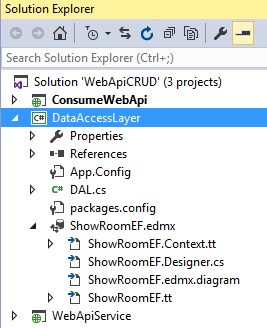 Solution Explorer
Search Solution Explorer (Ctrl+;)
Solution 'WebApiCRUD' (3 projects)
ConsumeWebApi
C# DataAccessLayer
Properties
References
App.Config
C# DAL.cs
packages.config
ShowRoomEF.edmx
ShowRoomEF.Context.tt
ShowRoomEF.Designer.cs
ShowRoomEF.edmx.diagram
ShowRoomEF.tt
WebApiService